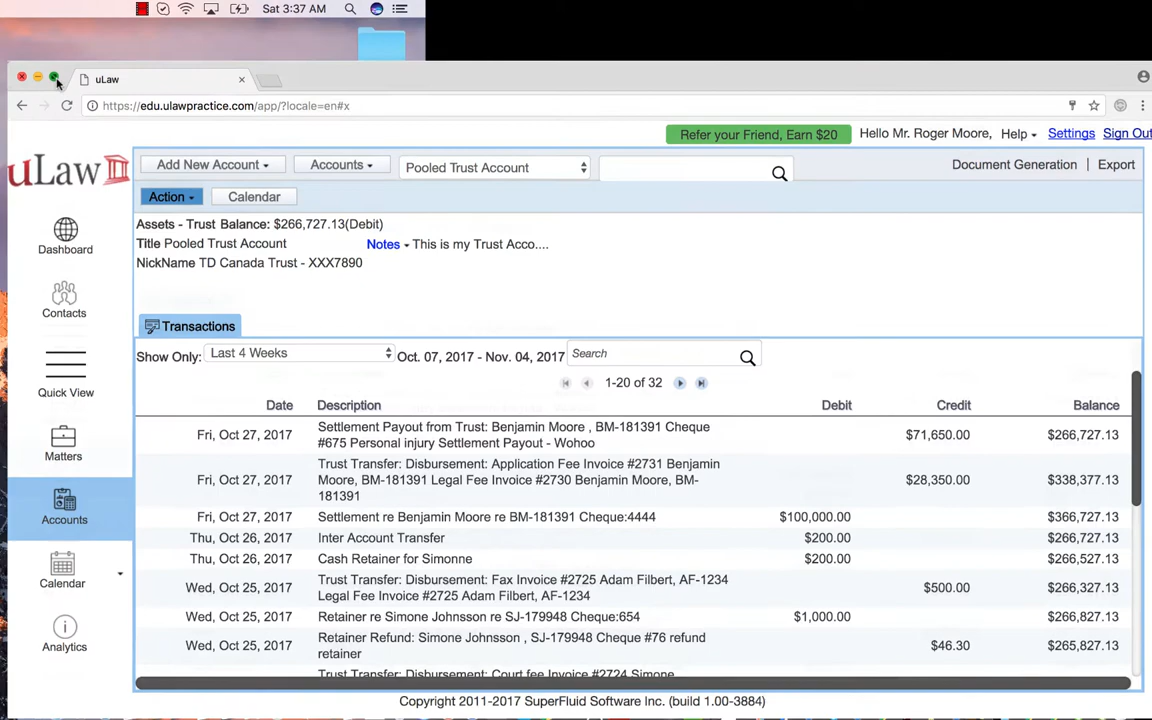 Sat 3:37 AM
uLaw
https://edu.ulawpractice.com/app/?locale=en#x
Refer your Friend, Earn $20 Hello Mr. Roger Moore, Help Settings Sign Out
uLaw
Add New Account Accounts Pooled Trust Account Document Generation | Export
Action Calendar
Assets - Trust Balance: $266,727.13(Debit)
Title Pooled Trust Account Notes This is my Trust Acco....
NickName TD Canada Trust - XXX7890
Dashboard
Contacts
Quick View
Matters
Accounts
Calendar
Analytics
Transactions
Show Only: Last 4 Weeks Oct. 07, 2017 - Nov. 04, 2017 Search
1-20 of 32
Date Description Debit Credit Balance
Settlement Payout from Trust: Benjamin Moore , BM-181391 Cheque
Fri, Oct 27, 2017 $71,650.00 $266,727.13
#675 Personal injury Settlement Payout - Wohoo
Trust Transfer: Disbursement: Application Fee Invoice #2731 Benjamin
Fri, Oct 27, 2017 Moore, BM-181391 Legal Fee Invoice #2730 Benjamin Moore, BM- $28,350.00 $338,377.13
181391
Fri, Oct 27, 2017 Settlement re Benjamin Moore re BM-181391 Cheque:4444 $100,000.00 $366,727.13
Thu, Oct 26, 2017 Inter Account Transfer $200.00 $266,727.13
Thu, Oct 26, 2017 Cash Retainer for Simonne $200.00 $266,527.13
Trust Transfer: Disbursement: Fax Invoice #2725 Adam Filbert, AF-1234
Wed, Oct 25, 2017 $500.00 $266,327.13
Legal Fee Invoice #2725 Adam Filbert, AF-1234
Wed, Oct 25, 2017 Retainer re Simone Johnsson re SJ-179948 Cheque:654 $1,000.00 $266,827.13
Retainer Refund: Simone Johnsson , SJ-179948 Cheque #76 refund
Wed, Oct 25, 2017 $46.30 $265,827.13
retainer
Trust Transfer: Disbursement: Court fee Invoice #2724 Simone
Copyright 2011-2017 SuperFluid Software Inc. (build 1.00-3884)